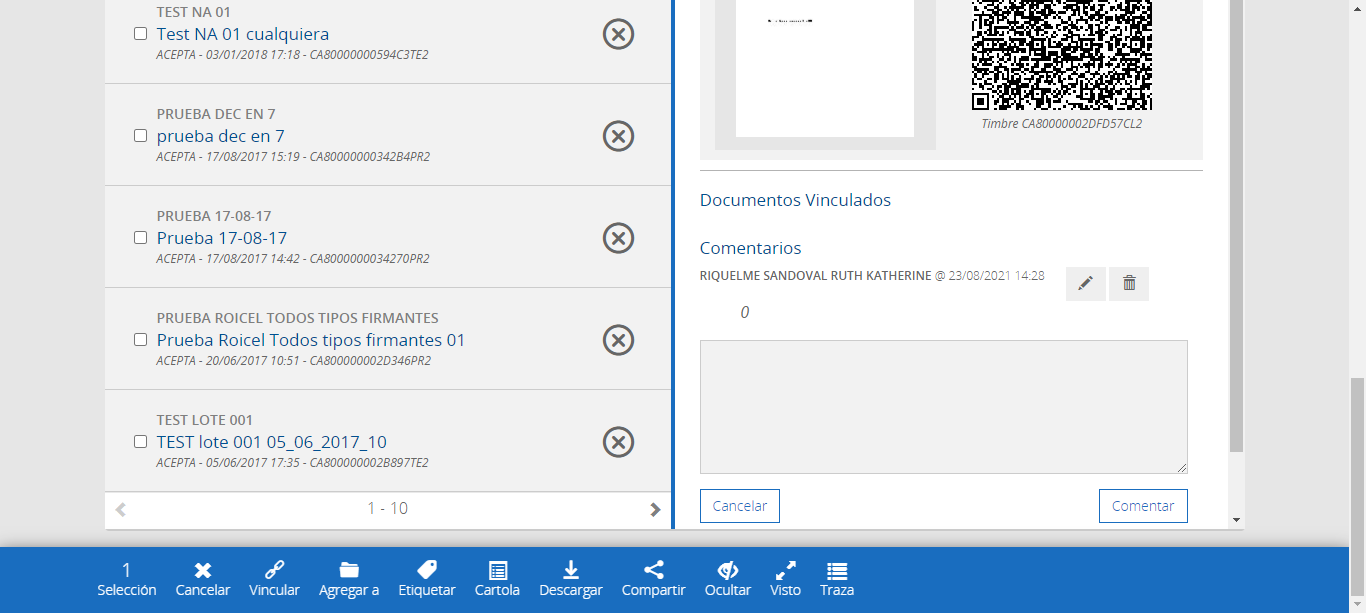 TEST NA 01
Test NA 01 cualquiera
ACEPTA - 03/01/2018 17:18 - CA80000000594C3TE2
PRUEBA DEC EN 7
prueba dec en 7
ACEPTA - 17/08/2017 15:19 - CA80000000342B4PR2
PRUEBA 17-08-17
Prueba 17-08-17
ACEPTA - 17/08/2017 14:42 - CA800000034270PR2
PRUEBA ROICEL TODOS TIPOS FIRMANTES
Prueba Roicel Todos tipos firmantes 01
ACEPTA - 20/06/2017 10:51 - CA800000002D346PR2
TEST LOTE 001
TEST lote 001 05_06_2017_10
ACEPTA - 05/06/2017 17:35 - CA800000002B897TE2
1 - 10
Timbre CA80000002DFD57CL2
Documentos Vinculados
Comentarios
RIQUELME SANDOVAL RUTH KATHERINE @ 23/08/2021 14:28
0
Cancelar
Comentar
1
Selección
Cancelar
Vincular
Agregar a
Etiquetar
Cartola
Descargar
Compartir
Ocultar
Visto
Traza